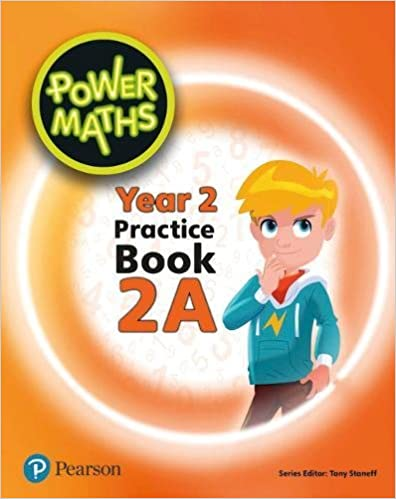 POWER
MATHS
Year 2
Practice
Book
2A
Pearson
Series Editor: Tony Staneff